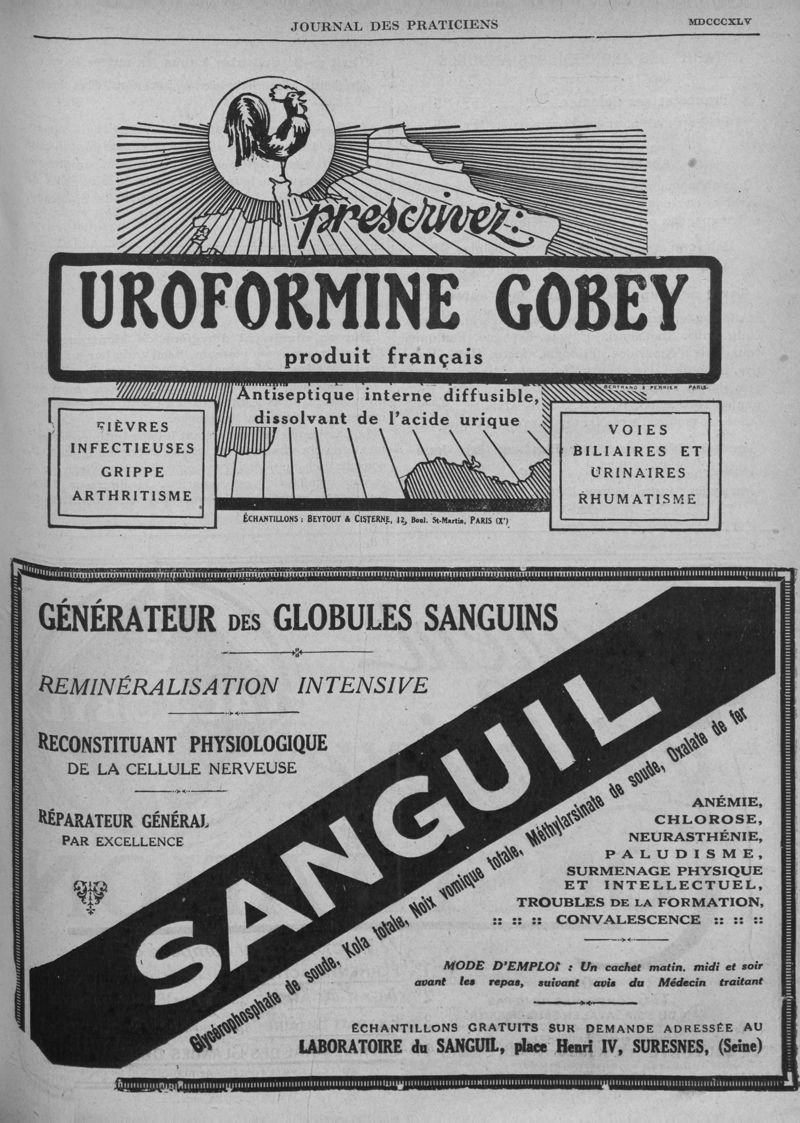 JOURNAL DES PRATICIENS
MDCCCXLV
prescrivez:
UROFORMINE GOBEY
produit français
BERTRAND & PERRIER PARIS.
Antiseptique interne diffusible,
dissolvant de l'acide urique
FIÈVRES
INFECTIEUSES
GRIPPE
ARTHRITISME
VOIES
BILIAIRES ET
URINAIRES
RHUMATISME
ÉCHANTILLONS : BEYTOUT & CISTERNE, 12, Boul. St-Martin, PARIS (Xe)
GÉNÉRATEUR DES GLOBULES SANGUINS
REMINÉRALISATION INTENSIVE
RECONSTITUANT PHYSIOLOGIQUE
DE LA CELLULE NERVEUSE
RÉPARATEUR GÉNÉRAL
PAR EXCELLENCE
SANGUIL
Glycérophosphate de soude, Kola totale, Noix vomique totale, Méthylarsinate de soude, Oxalate de fer
ANÉMIE,
CHLOROSE,
NEURASTHÉNIE,
PALUDISME,
SURMENAGE PHYSIQUE
ET INTELLECTUEL,
TROUBLES DE LA FORMATION,
:: :: :: CONVALESCENCE :: :: ::
MODE D'EMPLOI : Un cachet matin. midi et soir
avant les repas, suivant avis du Médecin traitant
ÉCHANTILLONS GRATUITS SUR DEMANDE ADRESSÉE AU
LABORATOIRE du SANGUIL, place Henri IV, SURESNES, (Seine)